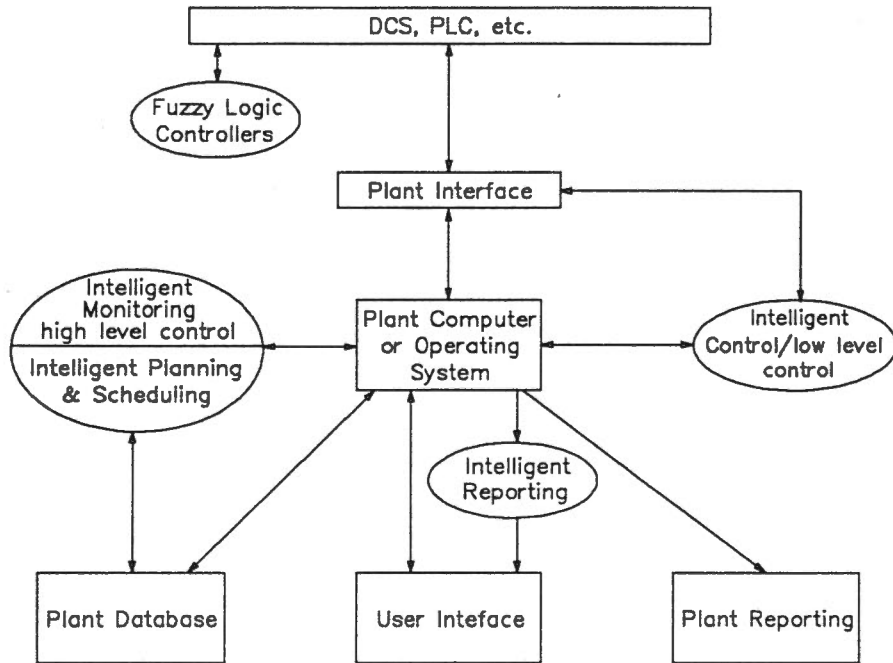 DCS, PLC, etc.
Fuzzy Logic
Controllers
Plant Interface
Intelligent
Monitoring
high level control
Intelligent Planning
& Scheduling
Plant Computer
or Operating
System
Intelligent
Control/low level
control
Intelligent
Reporting
Plant Database
User Inteface
Plant Reporting